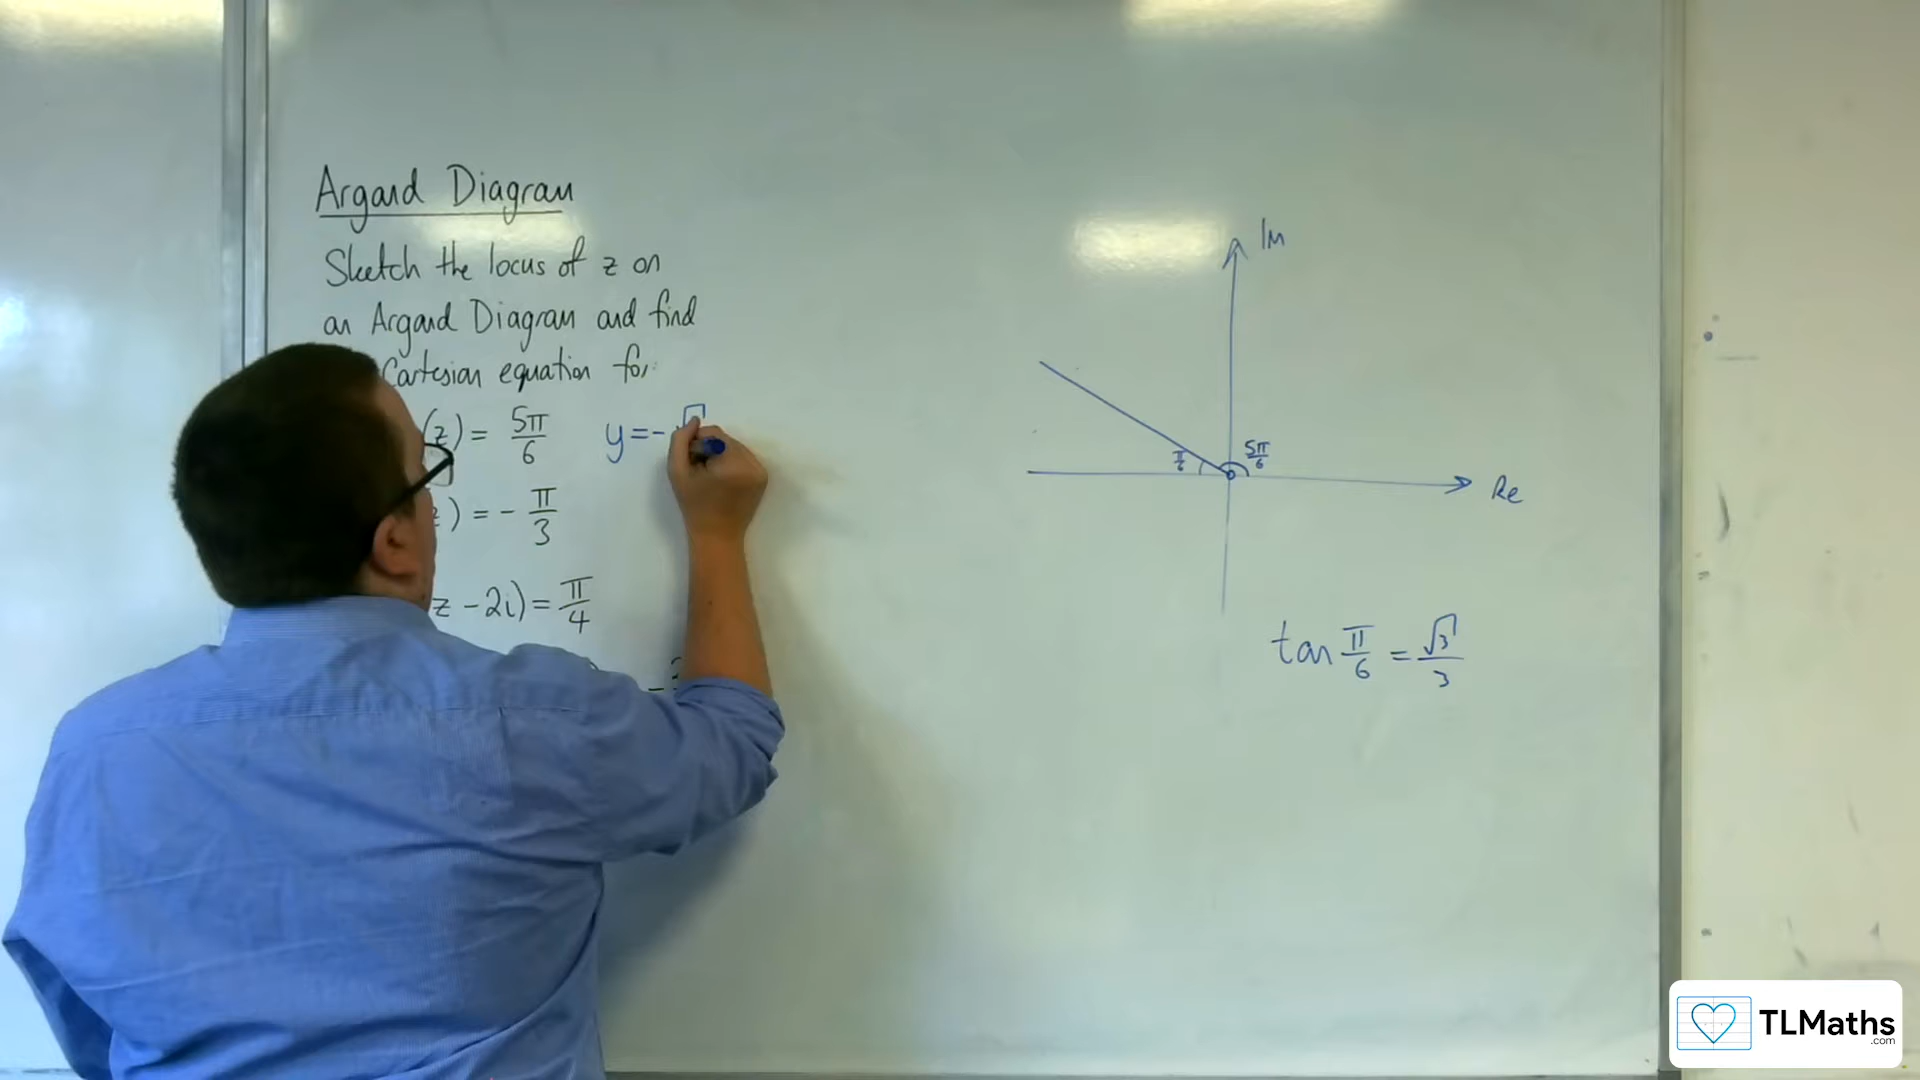 Argand Diagram
Sketch the locus of z on
an Argand Diagram and find
Cartesian equation for:
(z) = 5π/6 y = -√
) = - π/3
z - 2i) = π/4
-
Im
π/6 5π/6
Re
tan π/6 = √3/3
TLMaths
.com